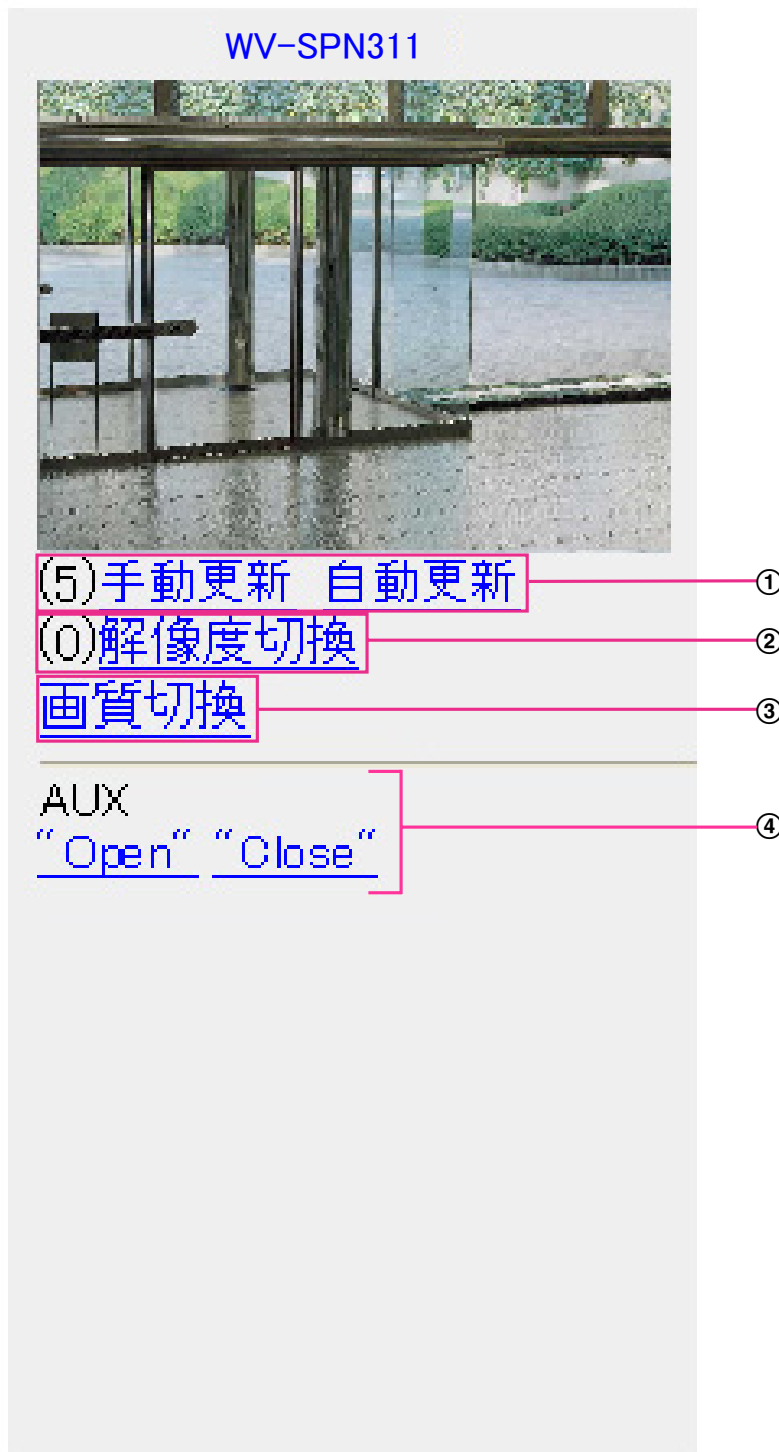 WV-SPN311
(5)手動更新 自動更新 ①
(0)解像度切換 ②
画質切換 ③
AUX
“Open“ “Close“ ④